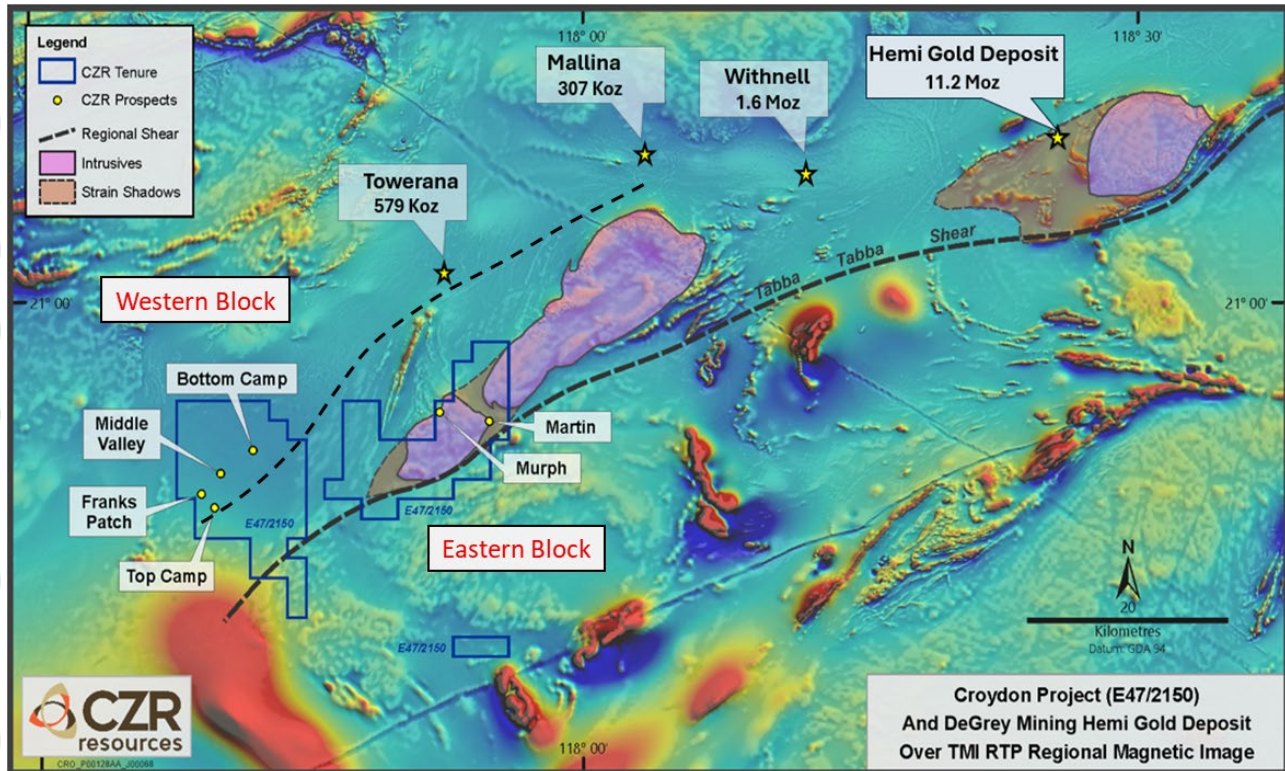 118° 00'
118° 30'
Legend
CZR Tenure
CZR Prospects
Regional Shear
Intrusives
Strain Shadows
Mallina
307 Koz
Withnell
1.6 Moz
Hemi Gold Deposit
11.2 Moz
Towerana
579 Koz
Tabba Tabba Shear
Western Block
21° 00'
21° 00'
Bottom Camp
Middle
Valley
Franks
Patch
Top Camp
E47/2150
Martin
Murph
E47/2150
Eastern Block
E47/2150
N
20
Kilometres
Datum: GDA 94
CZR
resources
CRO_P00128AA_J00068
118° 00'
Croydon Project (E47/2150)
And DeGrey Mining Hemi Gold Deposit
Over TMI RTP Regional Magnetic Image